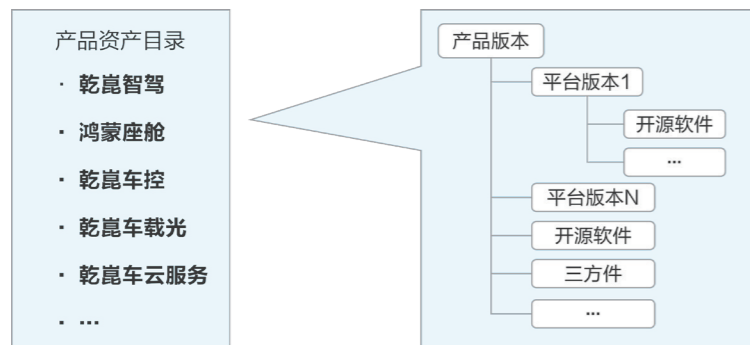 产品资产目录
· 乾崑智驾
· 鸿蒙座舱
· 乾崑车控
· 乾崑车载光
· 乾崑车云服务
· ...
产品版本
平台版本1
开源软件
...
平台版本N
开源软件
三方件
...